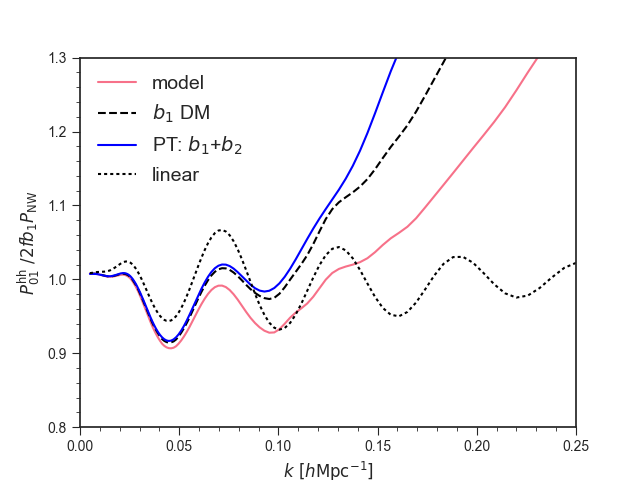 1.3
1.2
1.1
1.0
0.9
0.8
P₀₁ʰʰ/2fb₁P_NW
model
b₁ DM
PT: b₁+b₂
linear
0.00 0.05 0.10 0.15 0.20 0.25
k [hMpc⁻¹]